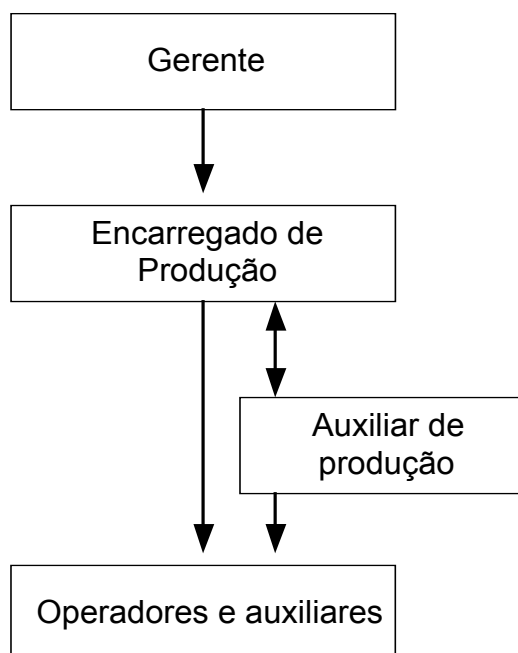 Gerente
Encarregado de
Produção
Auxiliar de
produção
Operadores e auxiliares